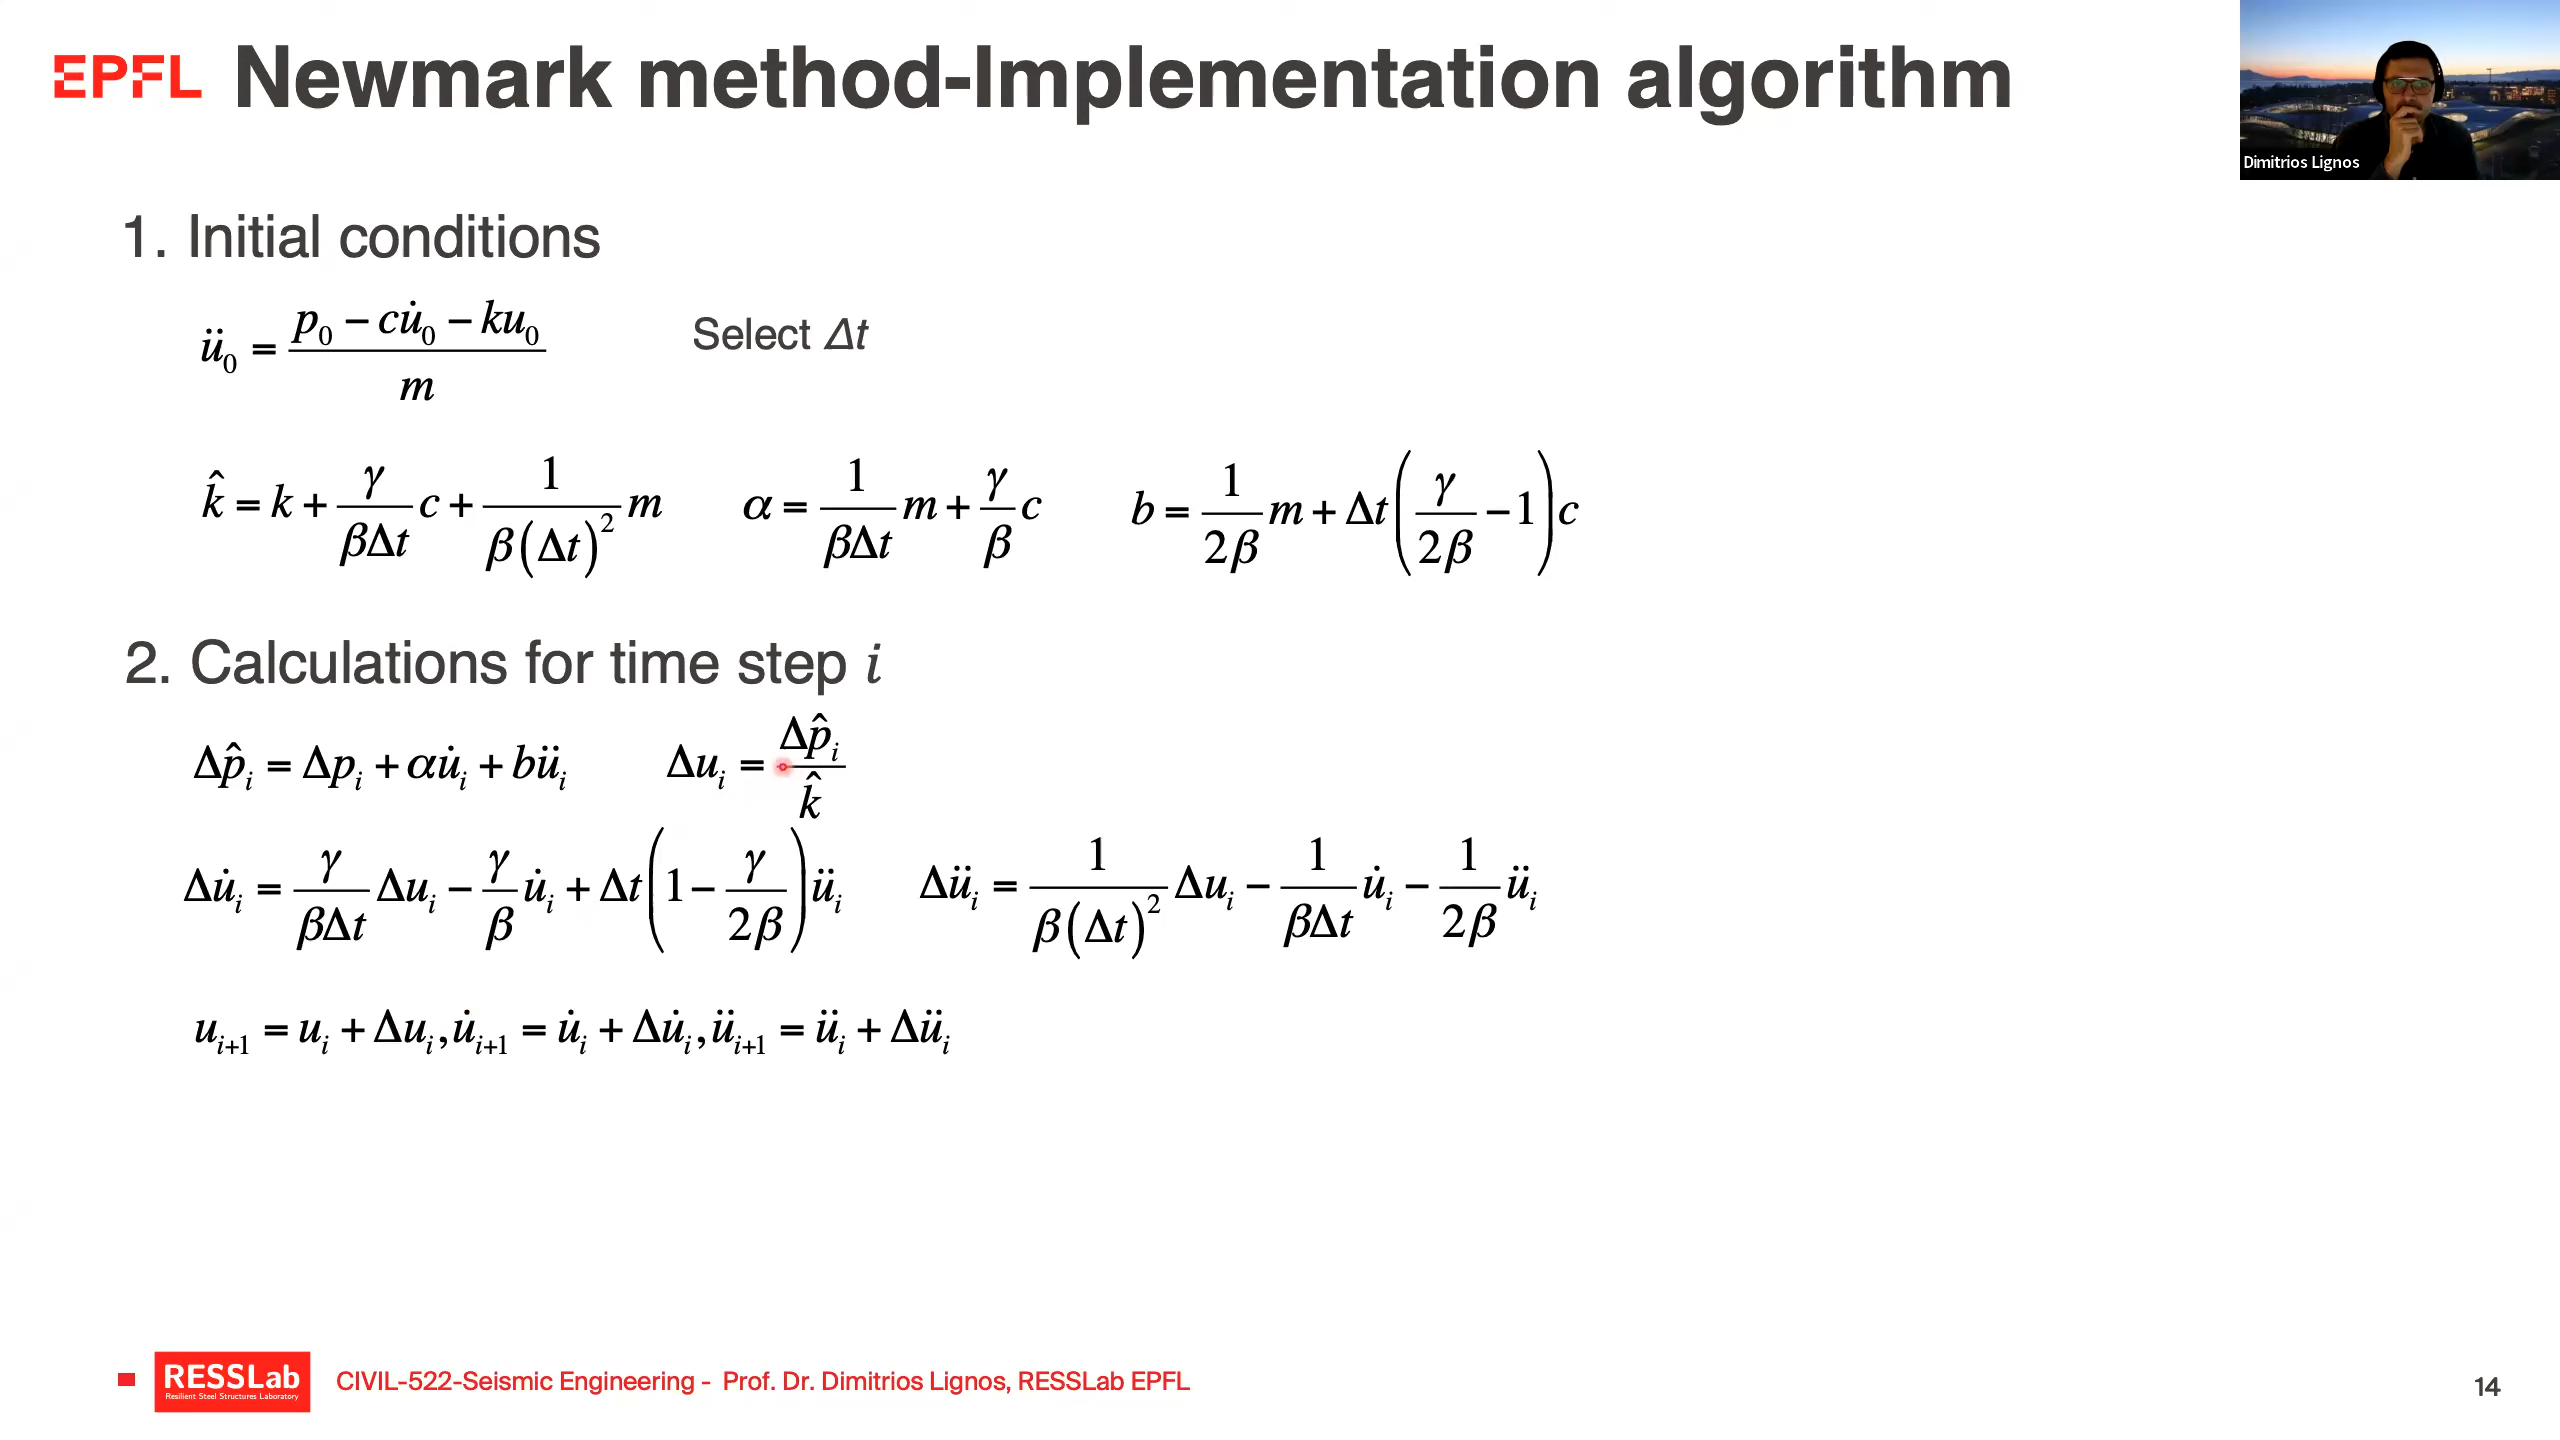 EPFL Newmark method-Implementation algorithm
Dimitrios Lignos
1. Initial conditions
ü₀ = (p₀ − cu̇₀ − ku₀) / m    Select Δt
k̂ = k + (γ / βΔt) c + (1 / β(Δt)²) m    α = (1 / βΔt) m + (γ / β) c    b = (1 / 2β) m + Δt (γ / 2β − 1) c
2. Calculations for time step i
Δp̂ᵢ = Δpᵢ + αu̇ᵢ + büᵢ    Δuᵢ = Δp̂ᵢ / k̂
Δu̇ᵢ = (γ / βΔt) Δuᵢ − (γ / β) u̇ᵢ + Δt (1 − γ / 2β) üᵢ    Δüᵢ = (1 / β(Δt)²) Δuᵢ − (1 / βΔt) u̇ᵢ − (1 / 2β) üᵢ
uᵢ₊₁ = uᵢ + Δuᵢ, u̇ᵢ₊₁ = u̇ᵢ + Δu̇ᵢ, üᵢ₊₁ = üᵢ + Δüᵢ
RESSLab
Resilient Steel Structures Laboratory
CIVIL-522-Seismic Engineering - Prof. Dr. Dimitrios Lignos, RESSLab EPFL
14